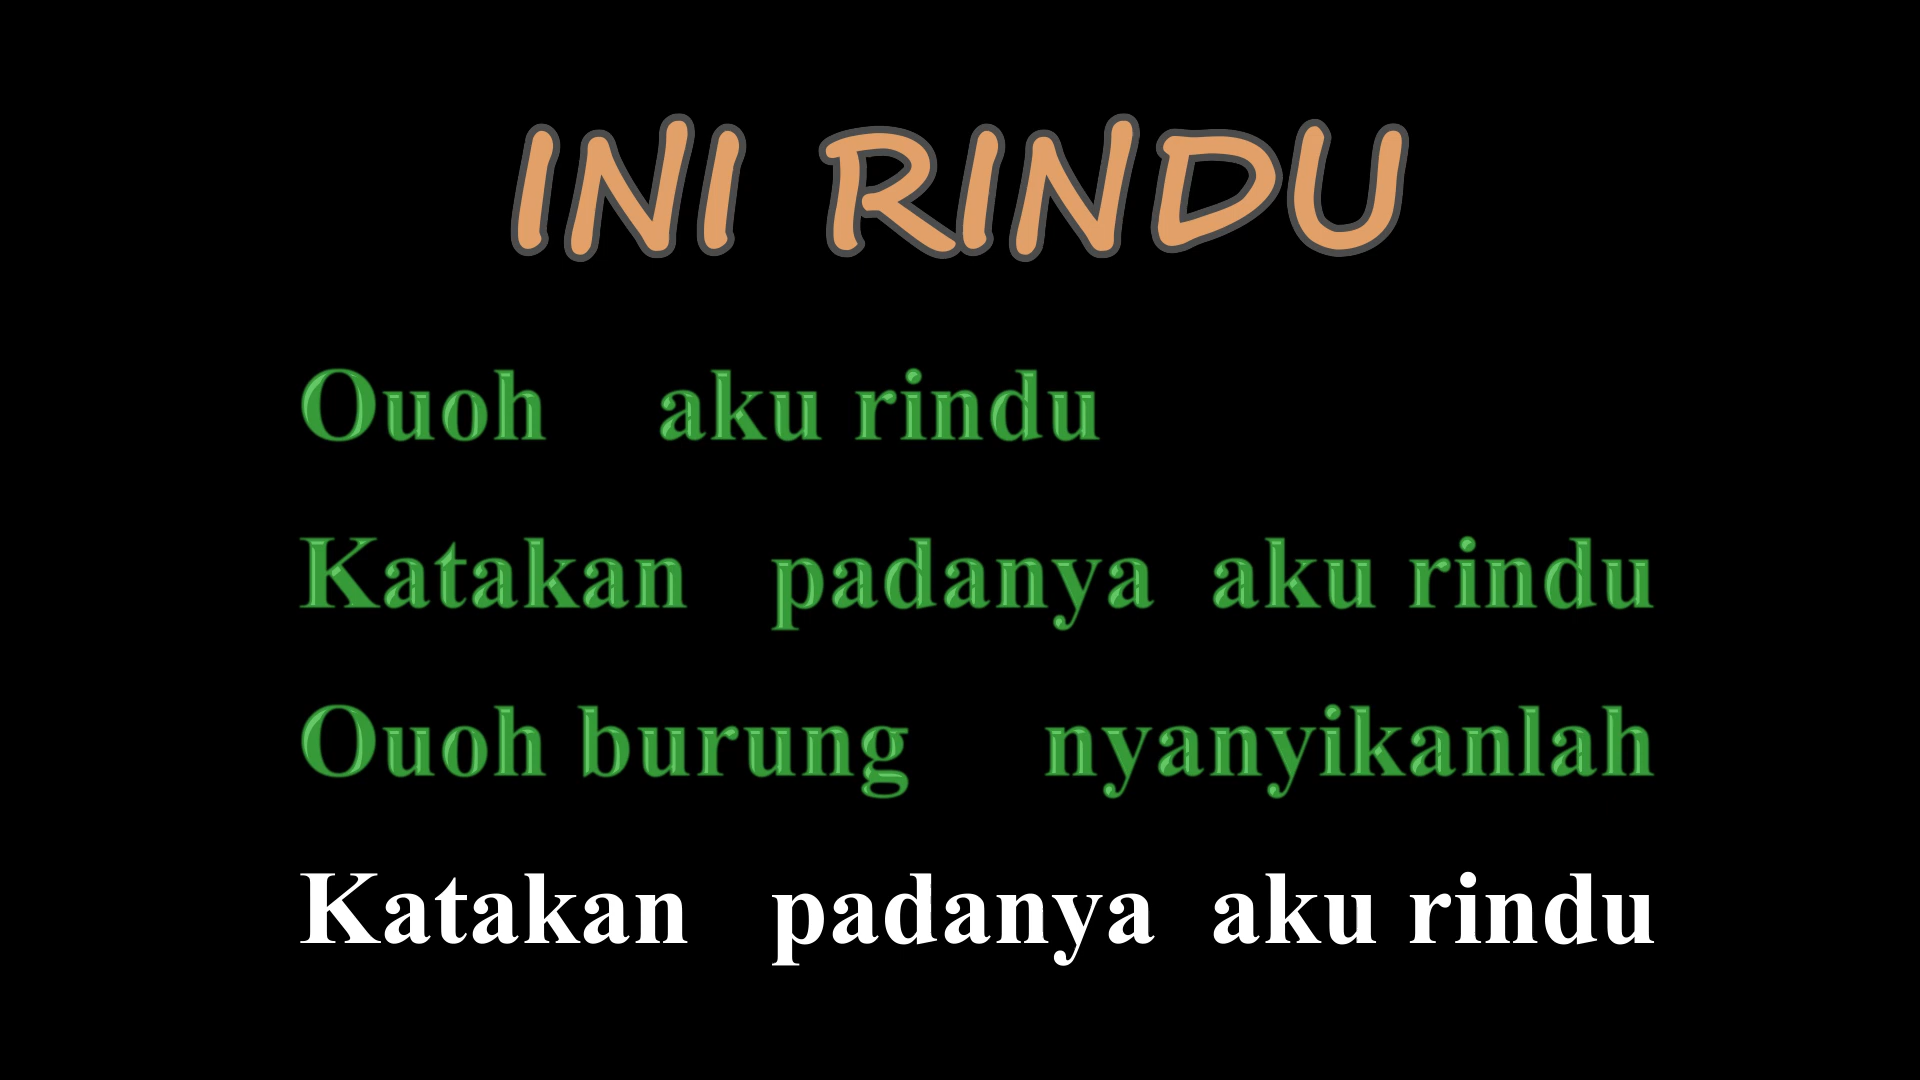 INI RINDU
Ouoh aku rindu
Katakan padanya aku rindu
Ouoh burung nyanyikanlah
Katakan padanya aku rindu